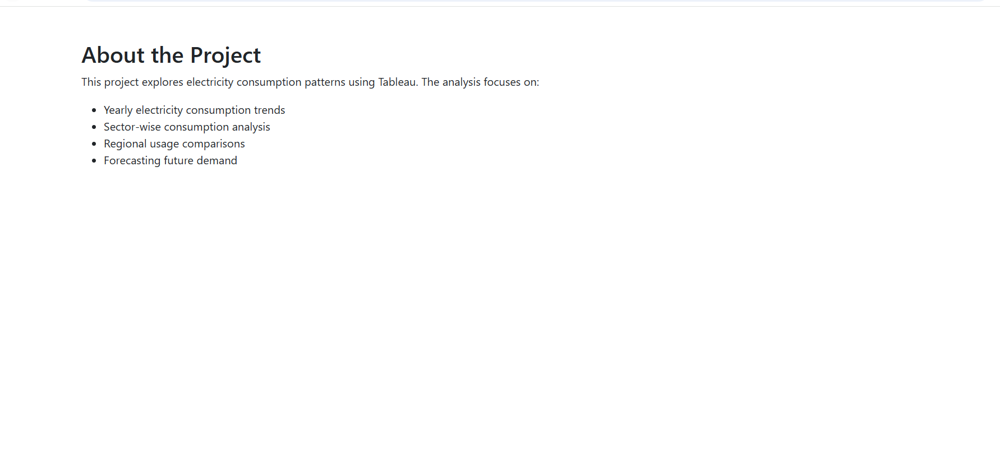 About the Project
This project explores electricity consumption patterns using Tableau. The analysis focuses on:
Yearly electricity consumption trends
Sector-wise consumption analysis
Regional usage comparisons
Forecasting future demand